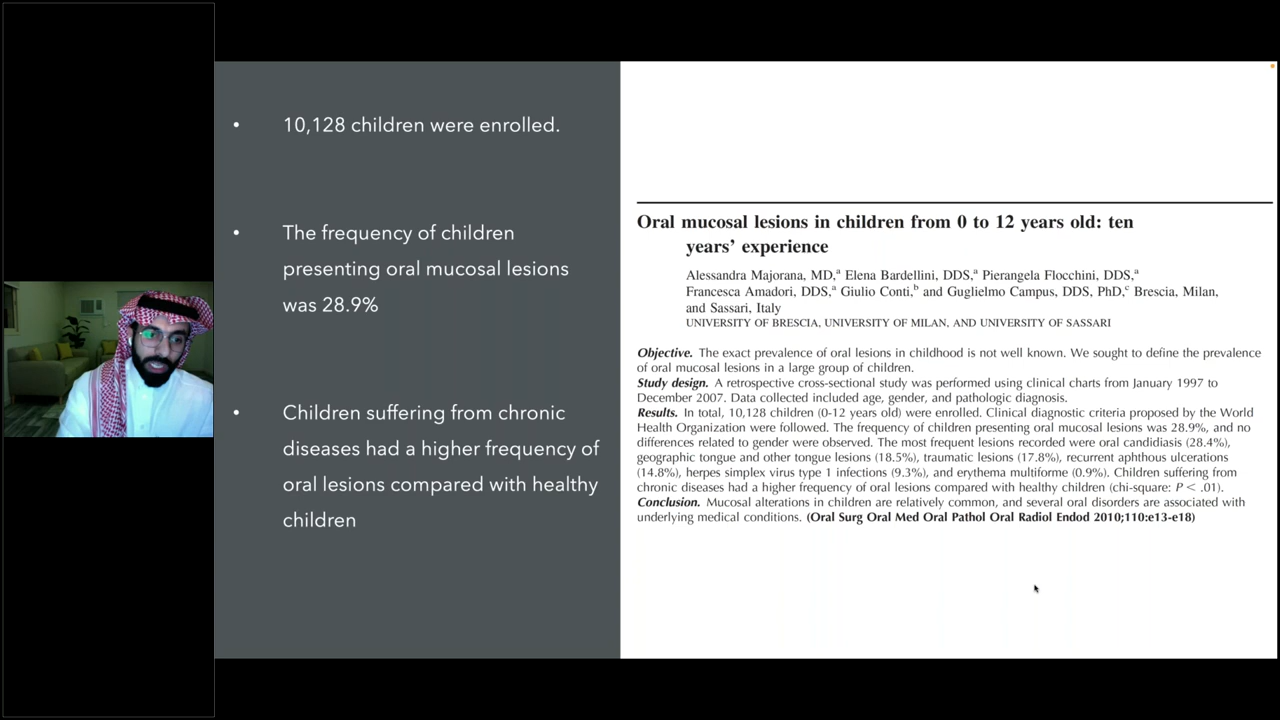 • 10,128 children were enrolled.
• The frequency of children
presenting oral mucosal lesions
was 28.9%
• Children suffering from chronic
diseases had a higher frequency of
oral lesions compared with healthy
children
Oral mucosal lesions in children from 0 to 12 years old: ten
years’ experience
Alessandra Majorana, MD,a Elena Bardellini, DDS,a Pierangela Flocchini, DDS,a
Francesca Amadori, DDS,a Giulio Conti,b and Guglielmo Campus, DDS, PhD,c Brescia, Milan,
and Sassari, Italy
UNIVERSITY OF BRESCIA, UNIVERSITY OF MILAN, AND UNIVERSITY OF SASSARI
Objective. The exact prevalence of oral lesions in childhood is not well known. We sought to define the prevalence
of oral mucosal lesions in a large group of children.
Study design. A retrospective cross-sectional study was performed using clinical charts from January 1997 to
December 2007. Data collected included age, gender, and pathologic diagnosis.
Results. In total, 10,128 children (0-12 years old) were enrolled. Clinical diagnostic criteria proposed by the World
Health Organization were followed. The frequency of children presenting oral mucosal lesions was 28.9%, and no
differences related to gender were observed. The most frequent lesions recorded were oral candidiasis (28.4%),
geographic tongue and other tongue lesions (18.5%), traumatic lesions (17.8%), recurrent aphthous ulcerations
(14.8%), herpes simplex virus type 1 infections (9.3%), and erythema multiforme (0.9%). Children suffering from
chronic diseases had a higher frequency of oral lesions compared with healthy children (chi-square: P < .01).
Conclusion. Mucosal alterations in children are relatively common, and several oral disorders are associated with
underlying medical conditions. (Oral Surg Oral Med Oral Pathol Oral Radiol Endod 2010;110:e13-e18)